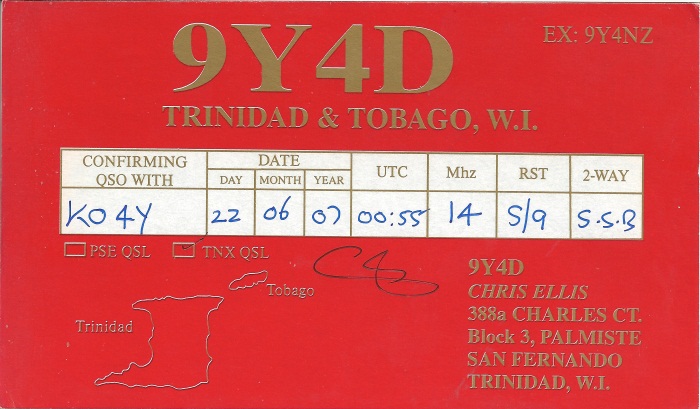 9Y4D
EX: 9Y4NZ
TRINIDAD & TOBAGO, W.I.
CONFIRMING QSO WITH DATE DAY MONTH YEAR UTC Mhz RST 2-WAY
KO4Y 22 06 07 00:55 14 5/9 S.S.B
PSE QSL TNX QSL
Tobago
Trinidad
9Y4D
CHRIS ELLIS
388a CHARLES CT.
Block 3, PALMISTE
SAN FERNANDO
TRINIDAD, W.I.